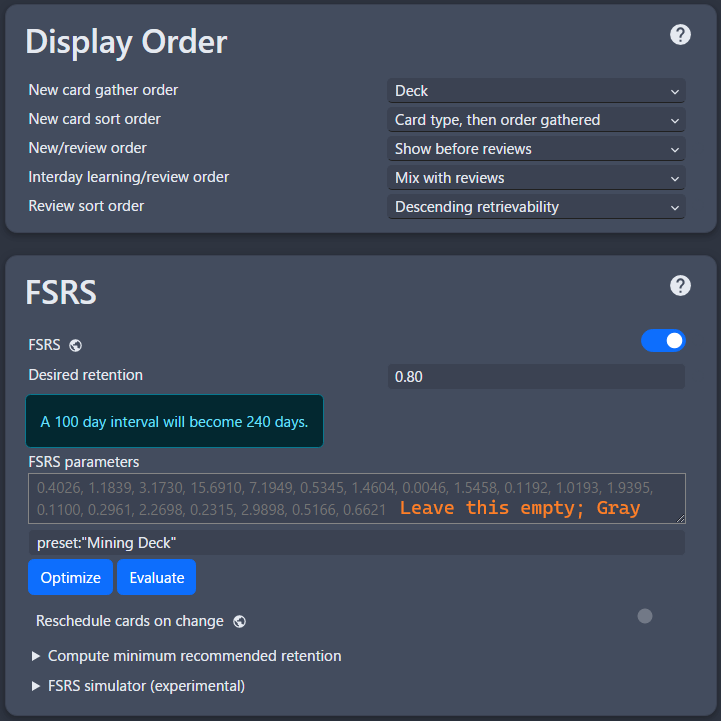 Display Order
New card gather order Deck
New card sort order Card type, then order gathered
New/review order Show before reviews
Interday learning/review order Mix with reviews
Review sort order Descending retrievability
FSRS
FSRS
Desired retention 0.80
A 100 day interval will become 240 days.
FSRS parameters
0.4026, 1.1839, 3.1730, 15.6910, 7.1949, 0.5345, 1.4604, 0.0046, 1.5458, 0.1192, 1.0193, 1.9395,
0.1100, 0.2961, 2.2698, 0.2315, 2.9898, 0.5166, 0.6621 Leave this empty; Gray
preset:"Mining Deck"
Optimize Evaluate
Reschedule cards on change
Compute minimum recommended retention
FSRS simulator (experimental)